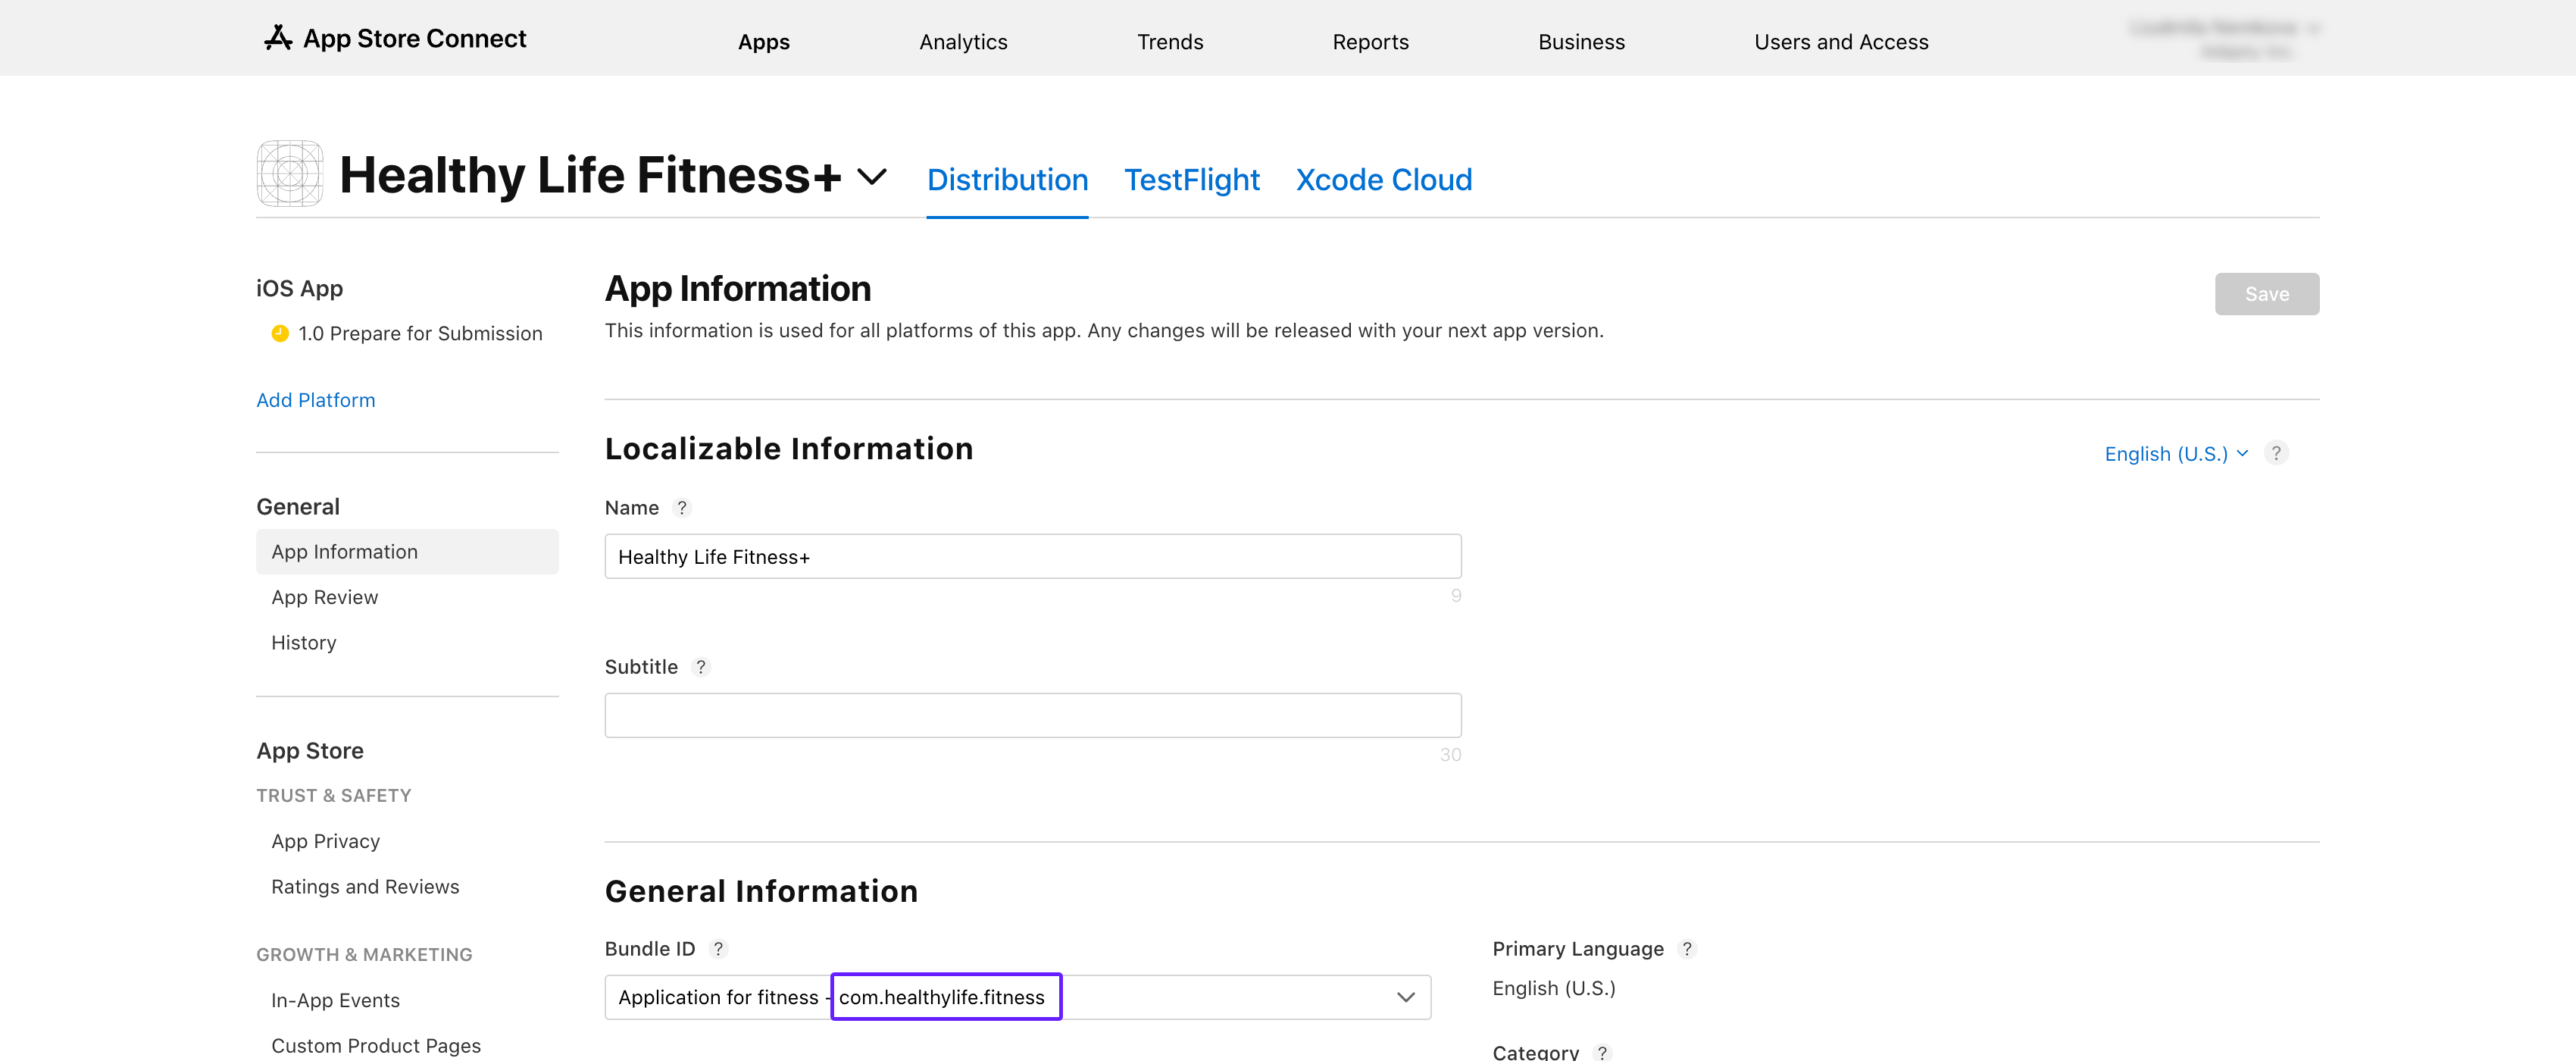 App Store Connect
Apps
Analytics
Trends
Reports
Business
Users and Access
Healthy Life Fitness+
Distribution
TestFlight
Xcode Cloud
iOS App
1.0 Prepare for Submission
Add Platform
General
App Information
App Review
History
App Store
TRUST & SAFETY
App Privacy
Ratings and Reviews
GROWTH & MARKETING
In-App Events
Custom Product Pages
App Information
Save
This information is used for all platforms of this app. Any changes will be released with your next app version.
Localizable Information
English (U.S.) ?
Name ?
Healthy Life Fitness+
9
Subtitle ?
30
General Information
Bundle ID ?
Application for fitness - com.healthylife.fitness
Primary Language ?
English (U.S.)
Category ?